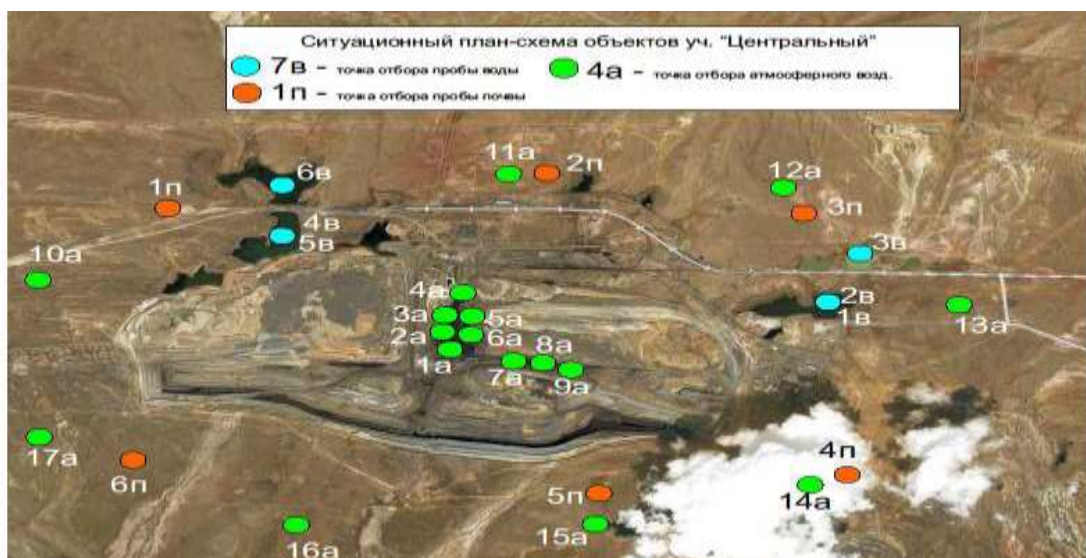 Ситуационный план-схема объектов уч. "Центральный"
7в - точка отбора пробы воды
4а - точка отбора атмосферного возд.
1п - точка отбора пробы почвы
11а
2п
12а
6в
1п
3п
4в
5в
3в
10а
4а
3а
5а
2в
1в
13а
2а
6а
1а
8а
7а
9а
17а
6п
4п
5п
14а
16а
15а